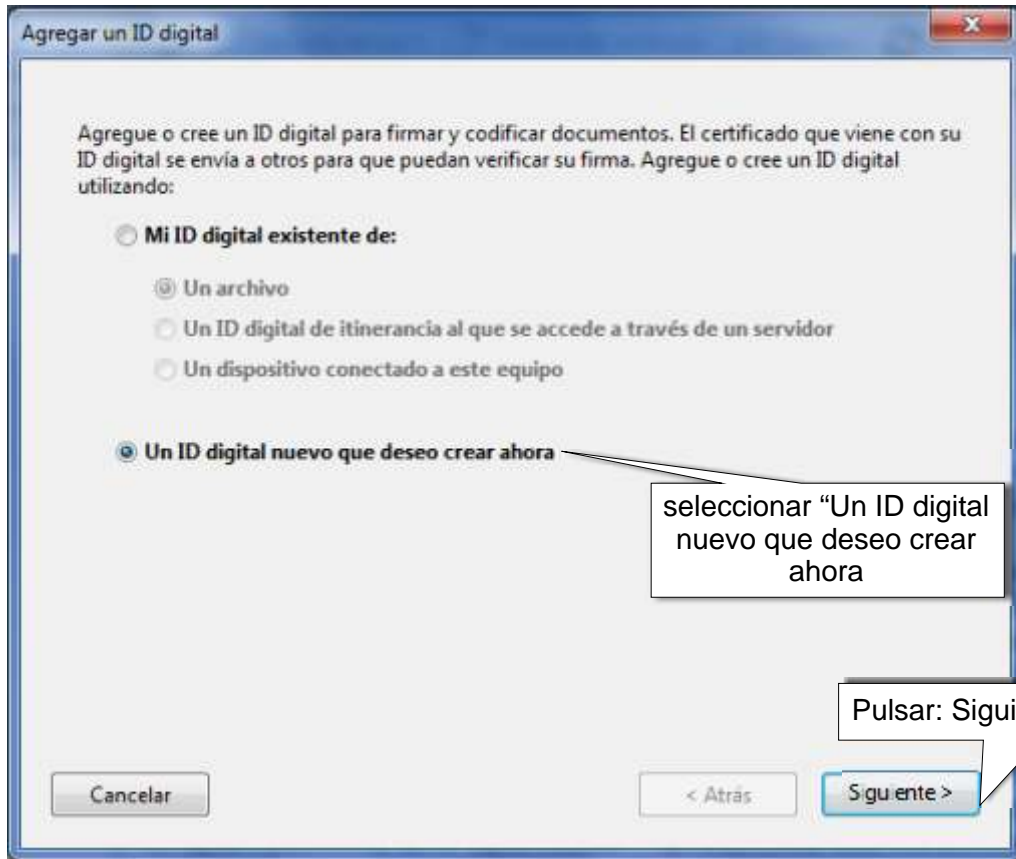 Agregar un ID digital
Agregue o cree un ID digital para firmar y codificar documentos. El certificado que viene con su
ID digital se envía a otros para que puedan verificar su firma. Agregue o cree un ID digital
utilizando:
Mi ID digital existente de:
Un archivo
Un ID digital de itinerancia al que se accede a través de un servidor
Un dispositivo conectado a este equipo
Un ID digital nuevo que deseo crear ahora
seleccionar “Un ID digital
nuevo que deseo crear
ahora
Pulsar: Sigui
Cancelar
< Atrás
Siguiente >